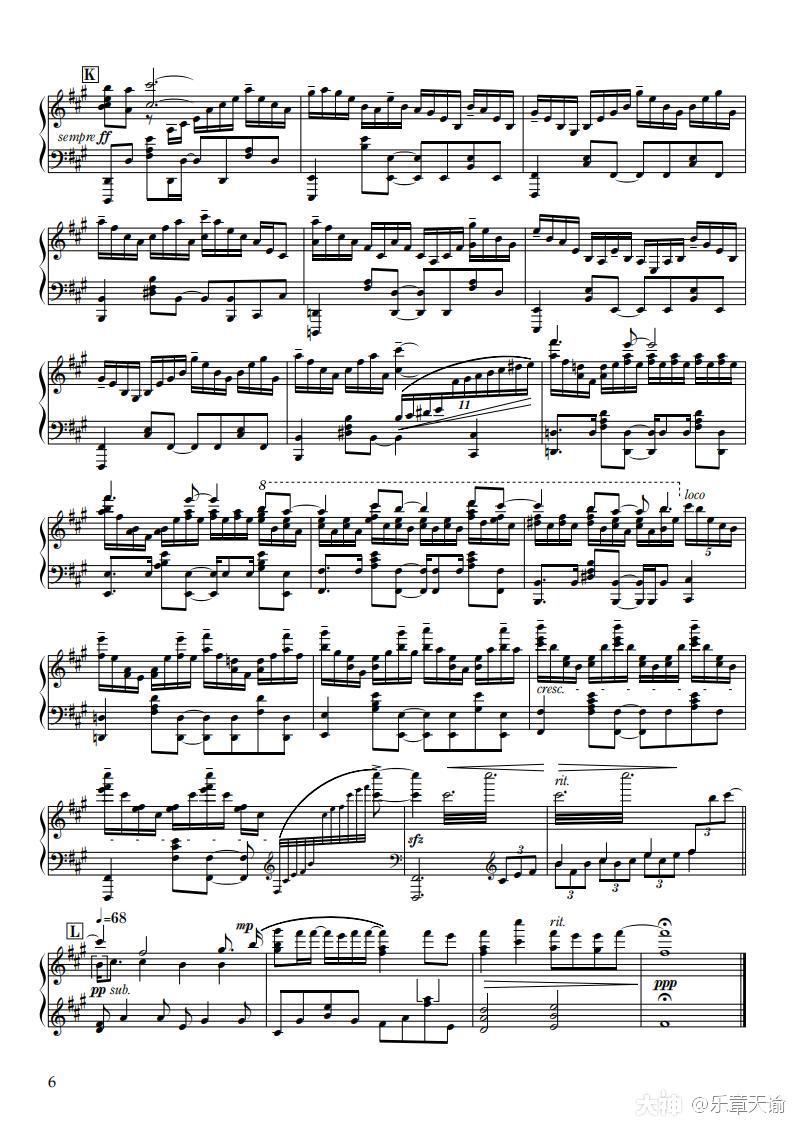 K
sempre ff
11
8
loco
5
cresc.
rit.
sfz
3
3
3
3
3
L
♩=68
mp
rit.
pp sub.
ppp
6
大神 @乐章天谕